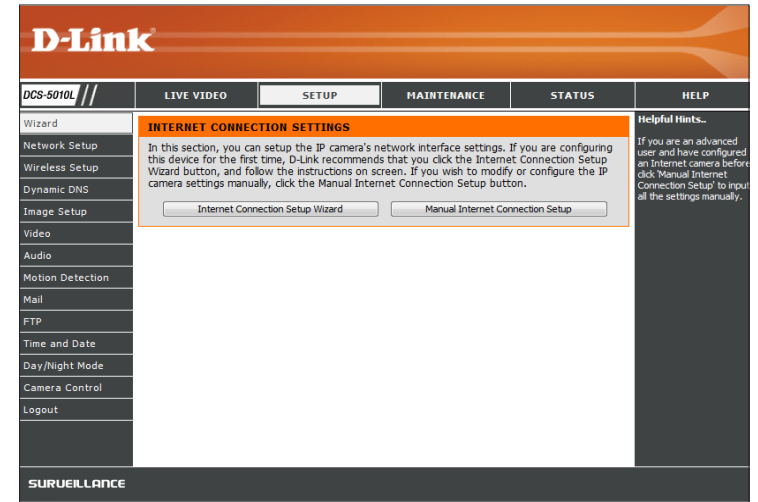 D-Link
DCS-5010L //
LIVE VIDEO
SETUP
MAINTENANCE
STATUS
HELP
Wizard
Network Setup
Wireless Setup
Dynamic DNS
Image Setup
Video
Audio
Motion Detection
Mail
FTP
Time and Date
Day/Night Mode
Camera Control
Logout
INTERNET CONNECTION SETTINGS
In this section, you can setup the IP camera's network interface settings. If you are configuring
this device for the first time, D-Link recommends that you click the Internet Connection Setup
Wizard button, and follow the instructions on screen. If you wish to modify or configure the IP
camera settings manually, click the Manual Internet Connection Setup button.
Internet Connection Setup Wizard
Manual Internet Connection Setup
Helpful Hints..
If you are an advanced
user and have configured
an Internet camera before
click 'Manual Internet
Connection Setup' to input
all the settings manually.
SURVEILLANCE